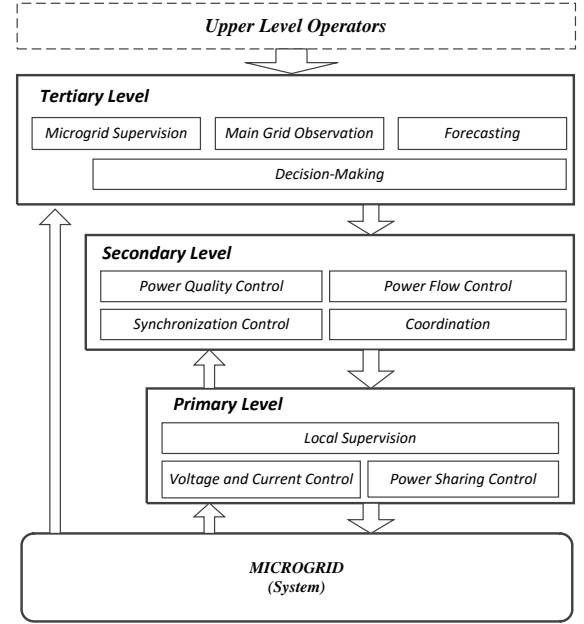 Upper Level Operators
Tertiary Level
Microgrid Supervision
Main Grid Observation
Forecasting
Decision-Making
Secondary Level
Power Quality Control
Power Flow Control
Synchronization Control
Coordination
Primary Level
Local Supervision
Voltage and Current Control
Power Sharing Control
MICROGRID
(System)